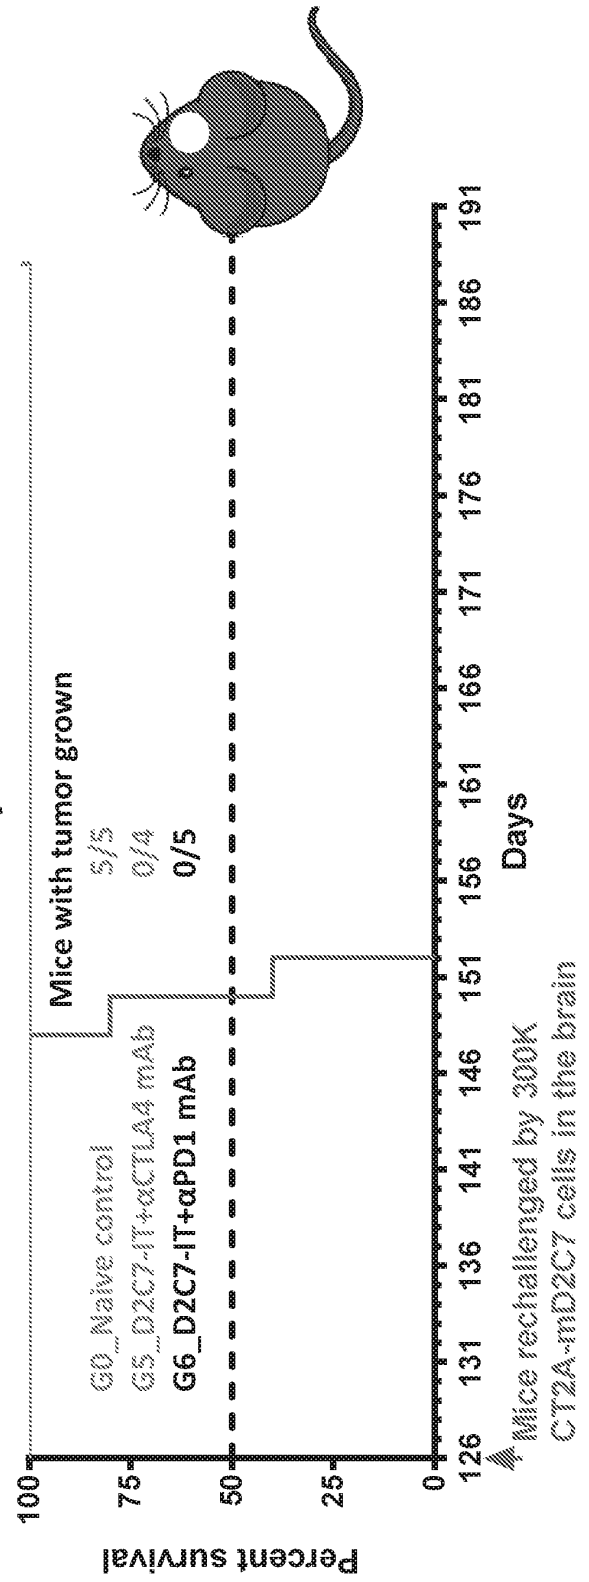 Percent survival
100
75
50
25
0
Mice with tumor grown
G0_Naive control 5/5
G5_D2C7-IT+αCTLA4 mAb 0/4
G6_D2C7-IT+αPD1 mAb 0/5
126 131 136 141 146 151 156 161 166 171 176 181 186 191
Days
Mice rechallenged by 300K
CT2A-mD2C7 cells in the brain